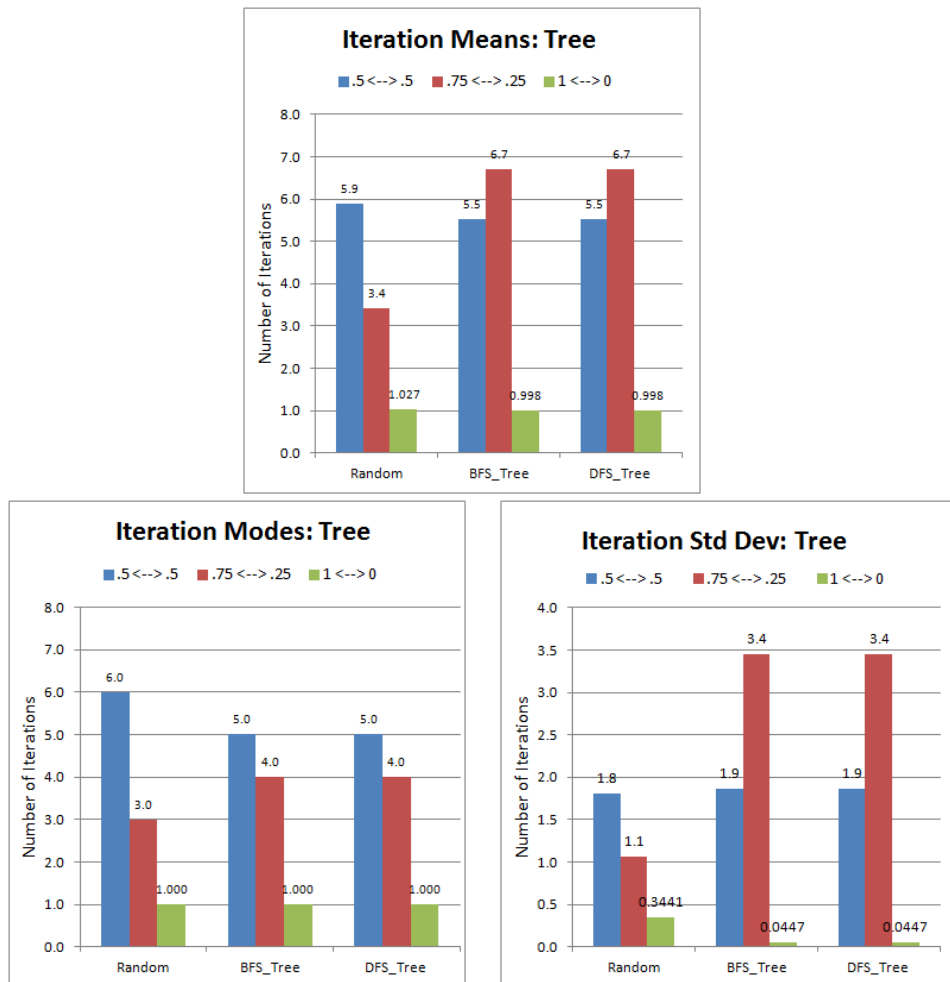 Iteration Means: Tree
.5 <--> .5 .75 <--> .25 1 <--> 0
Number of Iterations
8.0
7.0
6.0
5.0
4.0
3.0
2.0
1.0
0.0
5.9 3.4 1.027
5.5 6.7 0.998
5.5 6.7 0.998
Random BFS_Tree DFS_Tree
Iteration Modes: Tree
.5 <--> .5 .75 <--> .25 1 <--> 0
Number of Iterations
8.0
7.0
6.0
5.0
4.0
3.0
2.0
1.0
0.0
6.0 3.0 1.000
5.0 4.0 1.000
5.0 4.0 1.000
Random BFS_Tree DFS_Tree
Iteration Std Dev: Tree
.5 <--> .5 .75 <--> .25 1 <--> 0
Number of Iterations
4.0
3.5
3.0
2.5
2.0
1.5
1.0
0.5
0.0
1.8 1.1 0.3441
1.9 3.4 0.0447
1.9 3.4 0.0447
Random BFS_Tree DFS_Tree